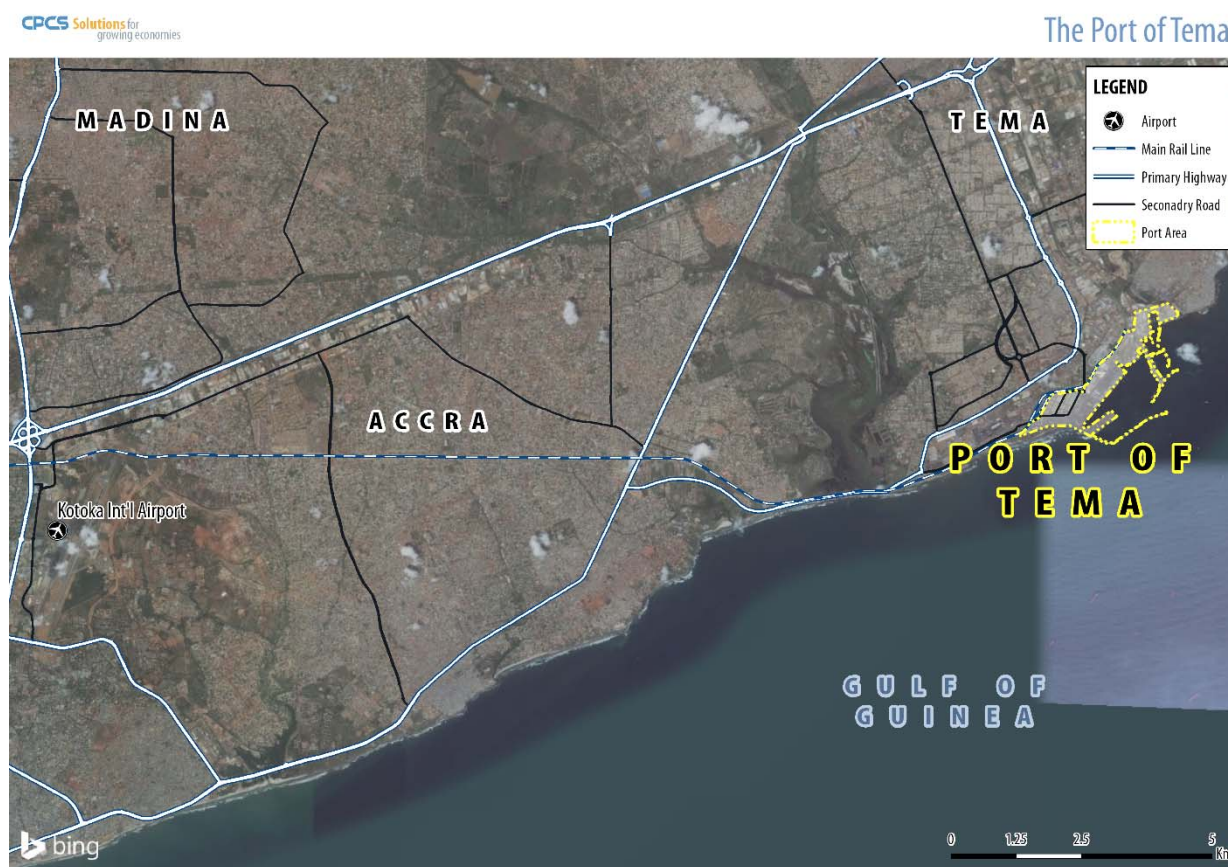 CPCS Solutions for
growing economies
The Port of Tema
LEGEND
Airport
Main Rail Line
Primary Highway
Seconadry Road
Port Area
MADINA
TEMA
ACCRA
Kotoka Int'l Airport
PORT OF
TEMA
GULF OF
GUINEA
bing
0 1.25 2.5 5
Km